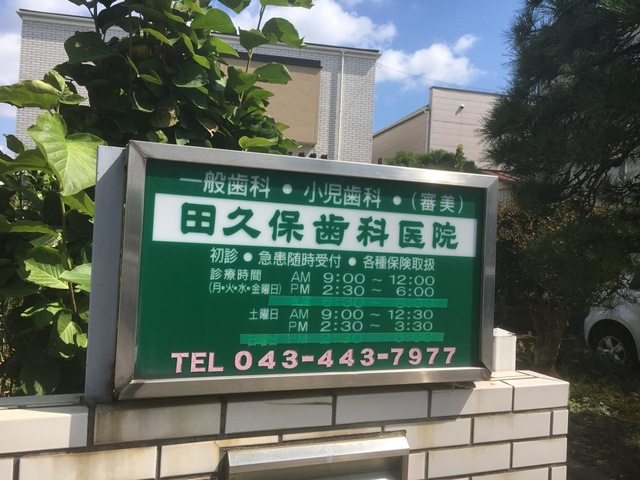 一般歯科・小児歯科・(審美)
田久保歯科医院
初診・急患随時受付・各種保険取扱
診療時間 AM 9:00～12:00
(月・火・水・金曜日) PM 2:30～6:00
土曜日 AM 9:00～12:30
PM 2:30～3:30
TEL 043-443-7977